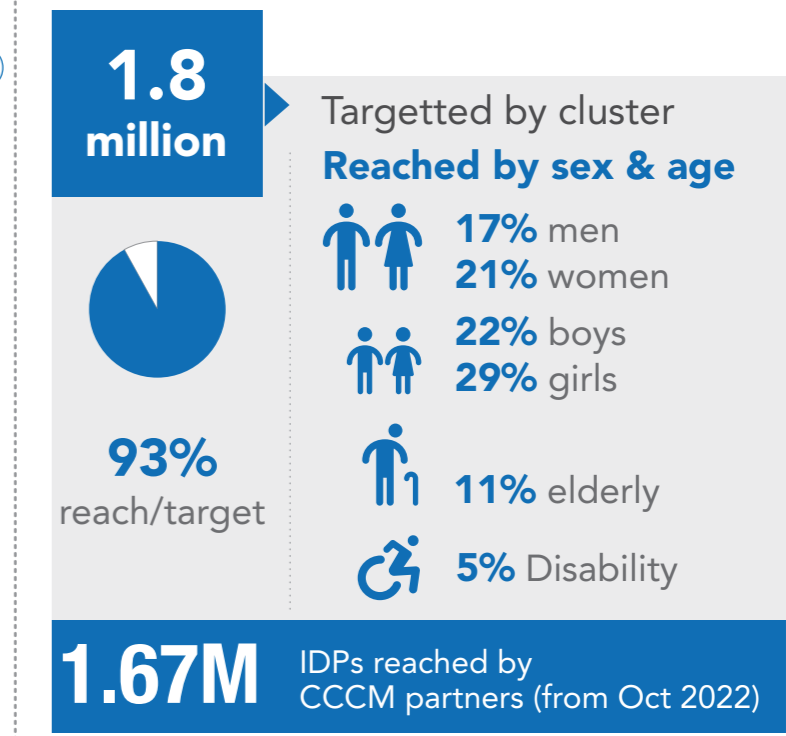 1.8
million
Targetted by cluster
Reached by sex & age
17% men
21% women
22% boys
29% girls
11% elderly
5% Disability
93%
reach/target
1.67M
IDPs reached by
CCCM partners (from Oct 2022)